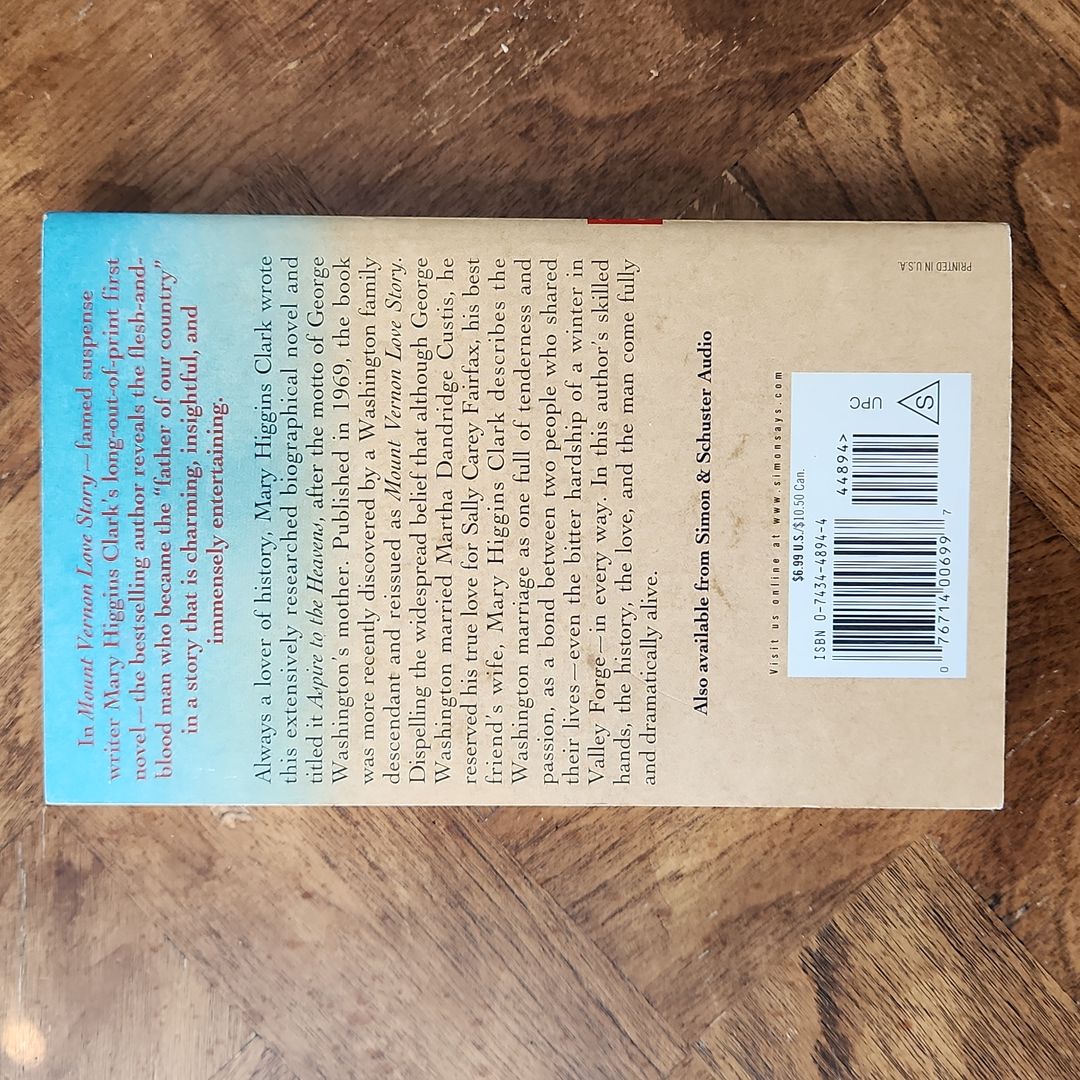 In Mount Vernon Love Story—famed suspense
writer Mary Higgins Clark's long-out-of-print first
novel—the bestselling author reveals the flesh-and-
blood man who became the "father of our country"
in a story that is charming, insightful, and
immensely entertaining.
Always a lover of history, Mary Higgins Clark wrote
this extensively researched biographical novel and
titled it Aspire to the Heavens, after the motto of George
Washington's mother. Published in 1969, the book
was more recently discovered by a Washington family
descendant and reissued as Mount Vernon Love Story.
Dispelling the widespread belief that although George
Washington married Martha Dandridge Custis, he
reserved his true love for Sally Carey Fairfax, his best
friend's wife, Mary Higgins Clark describes the
Washington marriage as one full of tenderness and
passion, as a bond between two people who shared
their lives—even the bitter hardship of a winter in
Valley Forge—in every way. In this author's skilled
hands, the history, the love, and the man come fully
and dramatically alive.
Also available from Simon & Schuster Audio
Visit us online at www.simonsays.com
$6.99 U.S./$10.50 Can.
ISBN 0-7434-4894-4
44894>
0 76714 00699 7
UPC
S
PRINTED IN U.S.A.